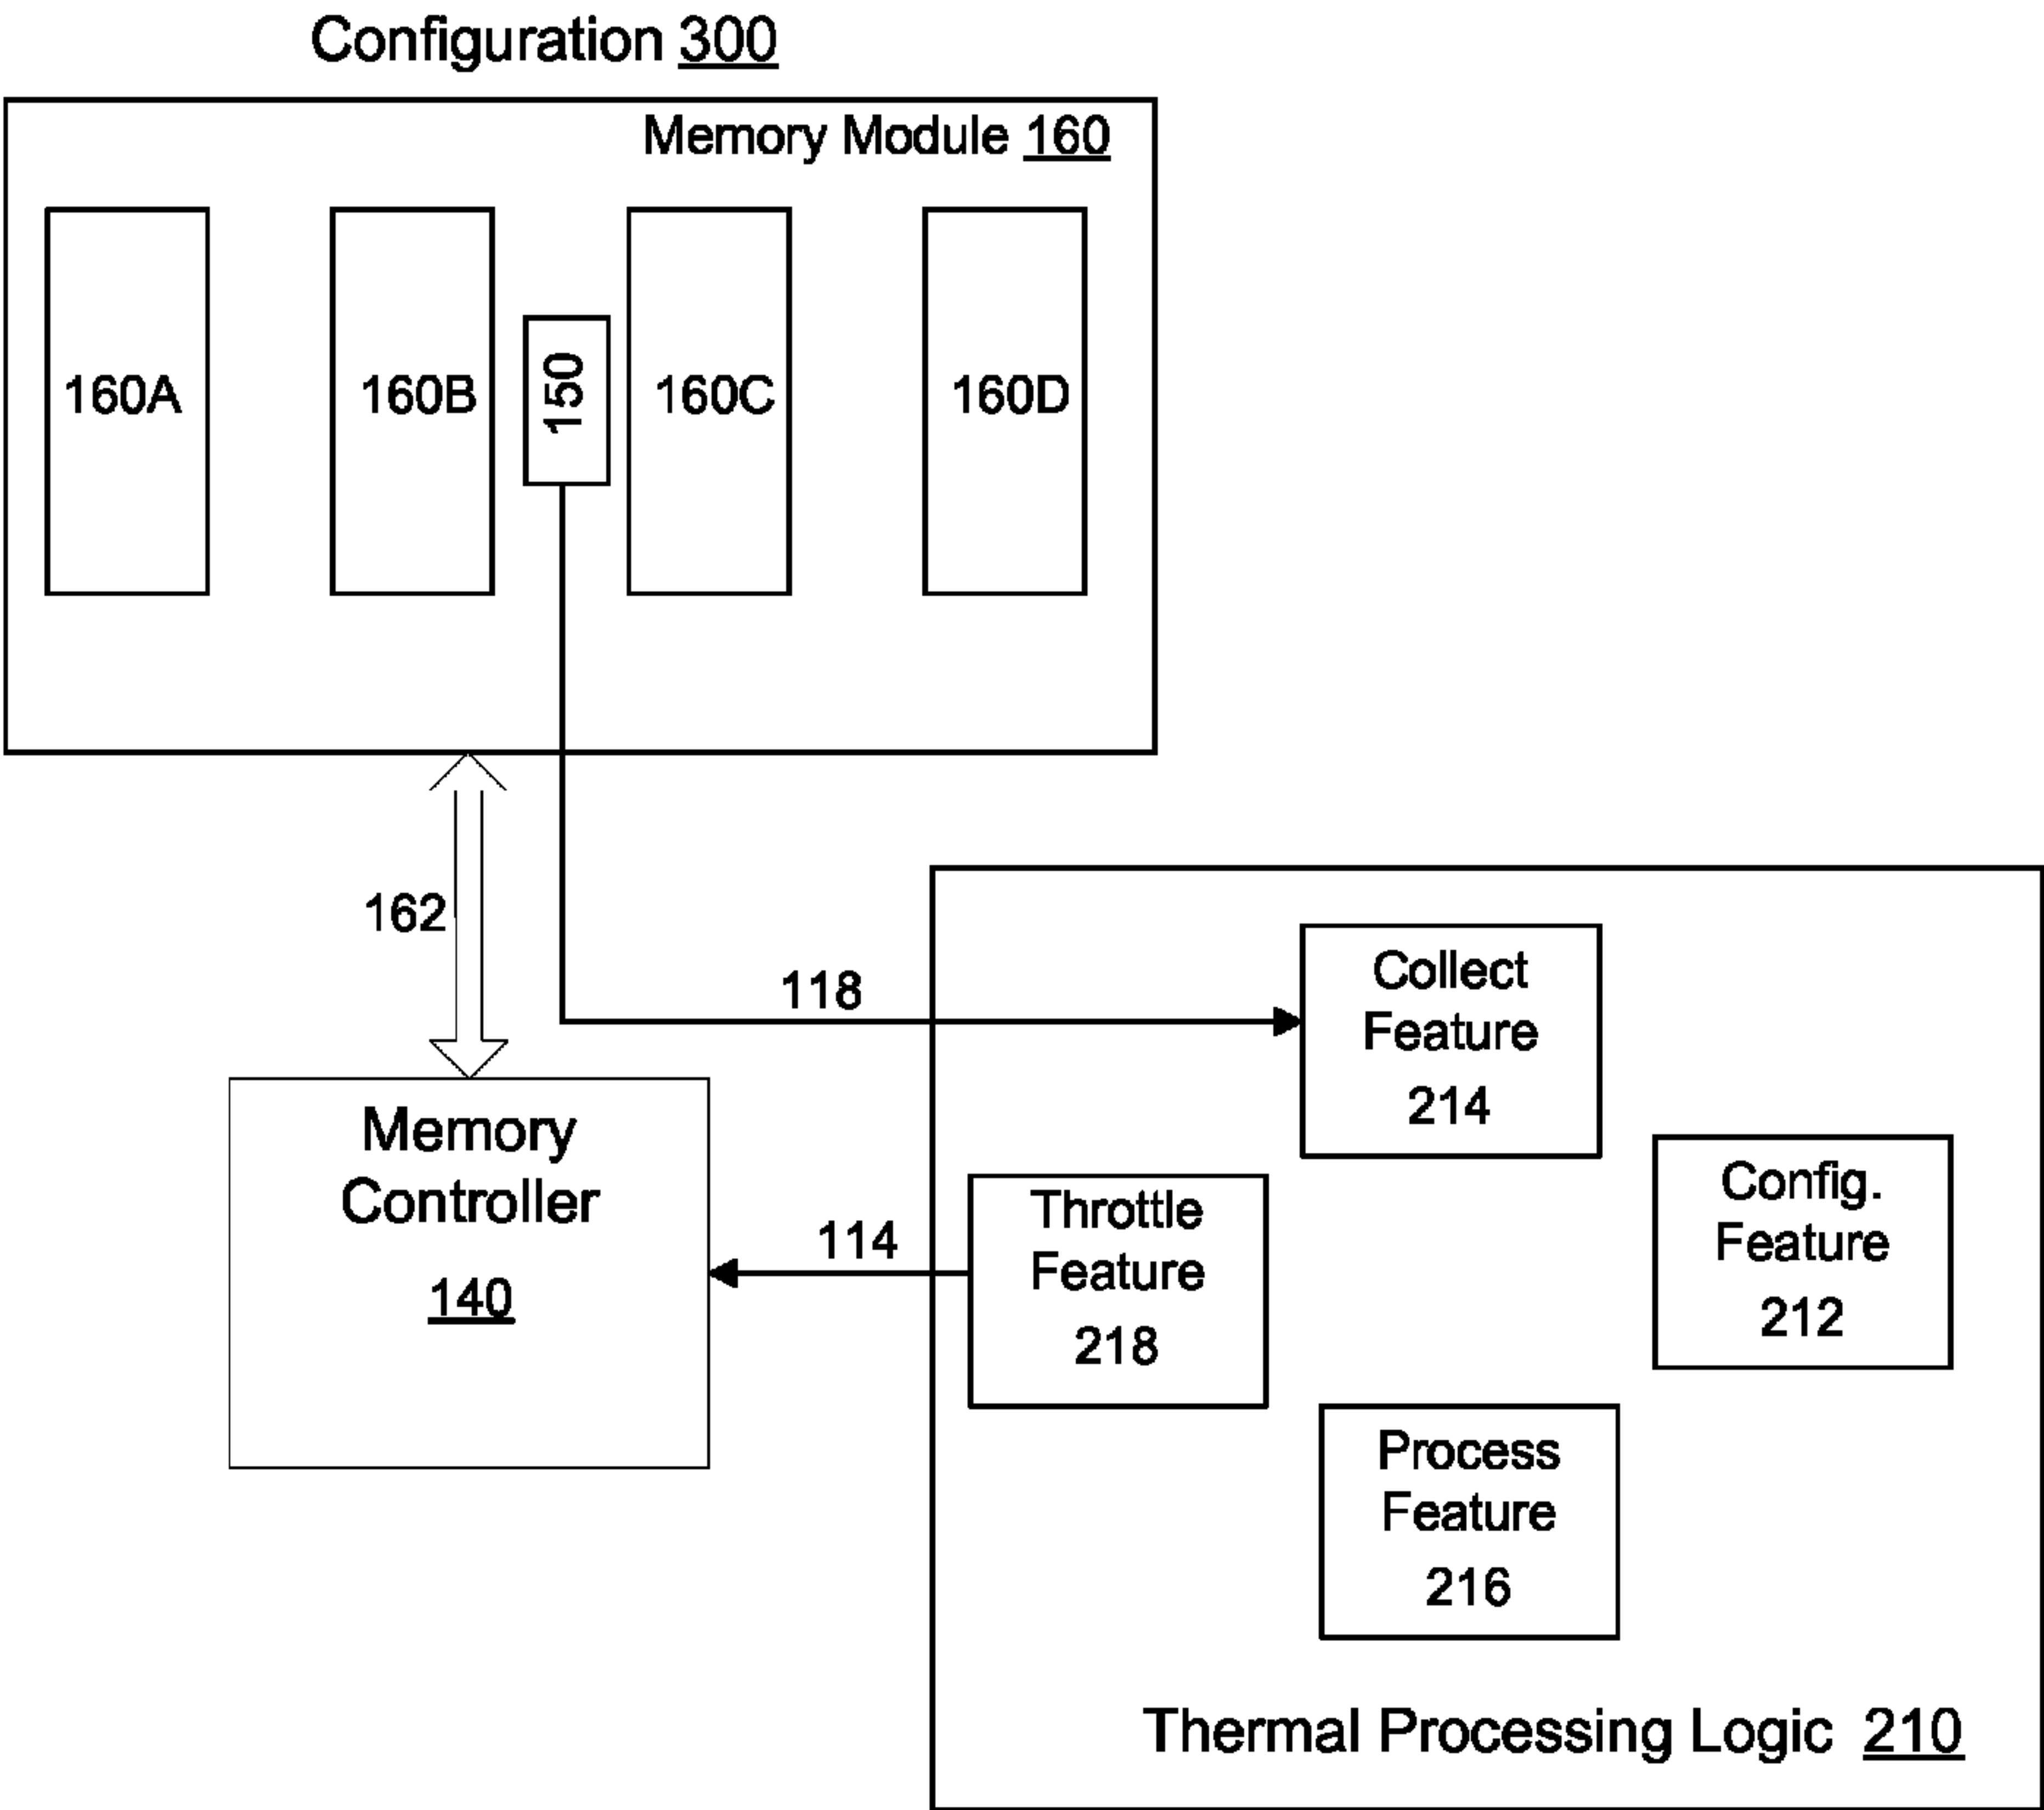 Configuration 300
Memory Module 160
160A
160B
150
160C
160D
162
118
Collect
Feature
214
Memory
Controller
140
114
Throttle
Feature
218
Config.
Feature
212
Process
Feature
216
Thermal Processing Logic 210